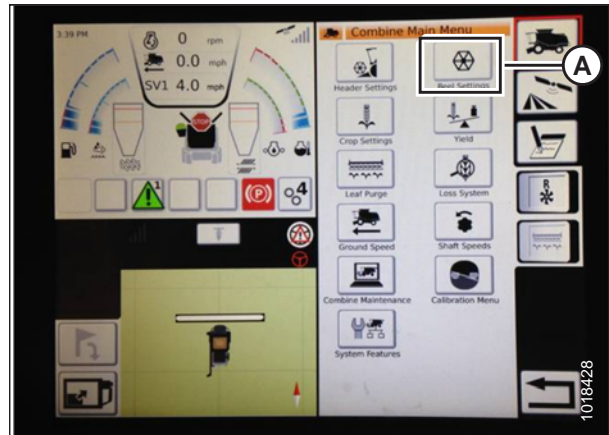 3:39 PM
0 rpm
0.0 mph
SV1 4.0 mph
STOP
1
(P)
4
Combine Main Menu
Header Settings
Reel Settings
A
Crop Settings
Yield
Leaf Purge
Loss System
Ground Speed
Shaft Speeds
Combine Maintenance
Calibration Menu
System Features
R
1018428